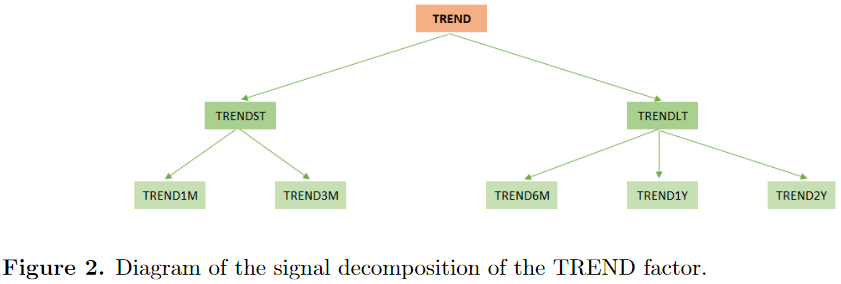 TREND
TRENDST
TRENDLT
TREND1M
TREND3M
TREND6M
TREND1Y
TREND2Y
Figure 2. Diagram of the signal decomposition of the TREND factor.